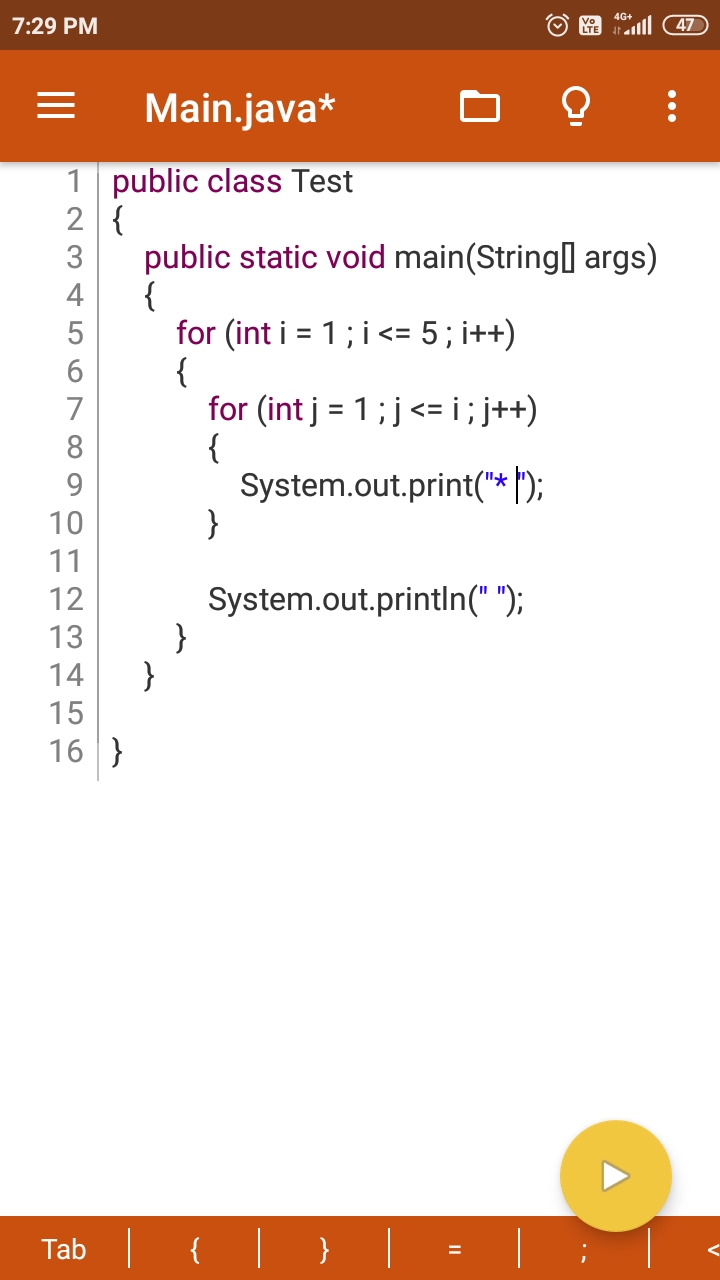 7:29 PM Vo LTE 4G+ 47
Main.java*
1 public class Test
2 {
3 public static void main(String[] args)
4 {
5 for (int i = 1 ; i <= 5 ; i++)
6 {
7 for (int j = 1 ; j <= i ; j++)
8 {
9 System.out.print("* ");
10 }
11
12 System.out.println(" ");
13 }
14 }
15
16 }
Tab { } = ; <